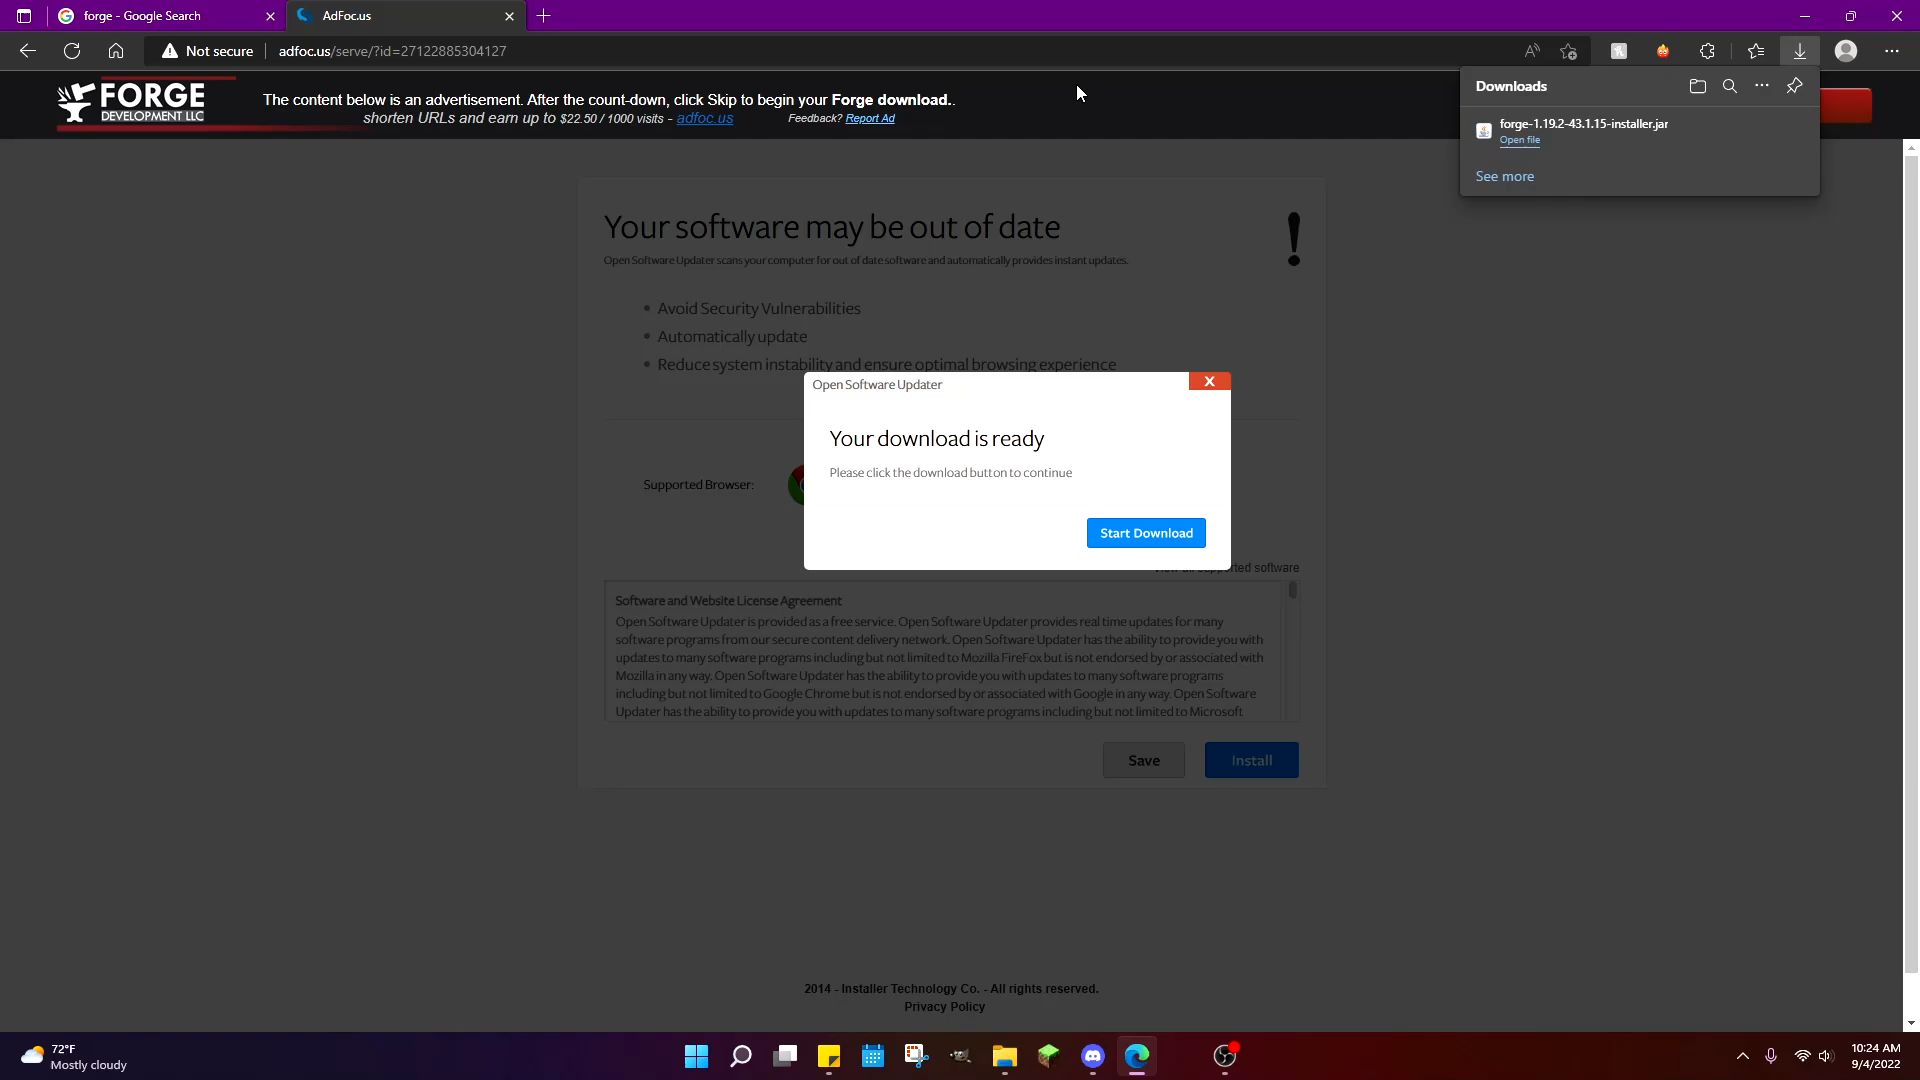 forge - Google Search
AdFoc.us
Not secure
adfoc.us/serve/?id=27122885304127
FORGE
DEVELOPMENT LLC
The content below is an advertisement. After the count-down, click Skip to begin your Forge download..
shorten URLs and earn up to $22.50 / 1000 visits - adfoc.us
Feedback? Report Ad
Downloads
forge-1.19.2-43.1.15-installer.jar
Open file
See more
Your software may be out of date
Open Software Updater scans your computer for out of date software and automatically provides instant updates.
• Avoid Security Vulnerabilities
• Automatically update
• Reduce system instability and ensure optimal browsing experience
Open Software Updater
X
Your download is ready
Please click the download button to continue
Supported Browser:
Start Download
supported software
Software and Website License Agreement
Open Software Updater is provided as a free service. Open Software Updater provides real time updates for many
software programs from our secure content delivery network. Open Software Updater has the ability to provide you with
updates to many software programs including but not limited to Mozilla FireFox but is not endorsed by or associated with
Mozilla in any way. Open Software Updater has the ability to provide you with updates to many software programs
including but not limited to Google Chrome but is not endorsed by or associated with Google in any way. Open Software
Updater has the ability to provide you with updates to many software programs including but not limited to Microsoft
Save
Install
2014 - Installer Technology Co. - All rights reserved.
Privacy Policy
72°F
Mostly cloudy
10:24 AM
9/4/2022